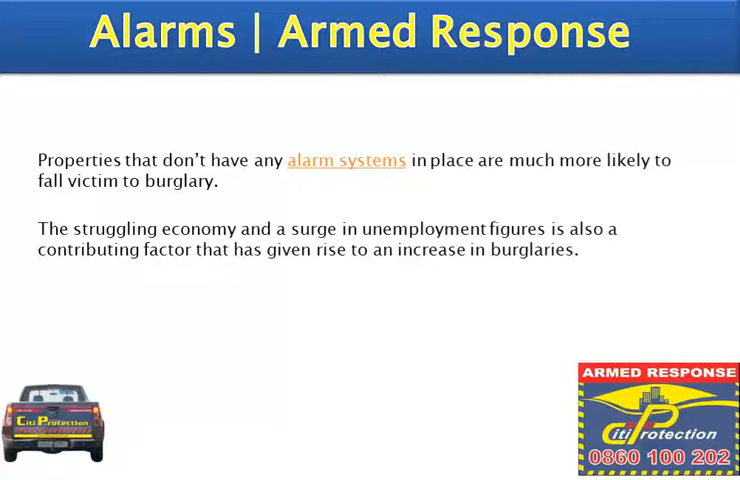 Alarms | Armed Response
Properties that don't have any alarm systems in place are much more likely to
fall victim to burglary.
The struggling economy and a surge in unemployment figures is also a
contributing factor that has given rise to an increase in burglaries.
Citi Protection
ARMED RESPONSE
Citi Protection
0860 100 202